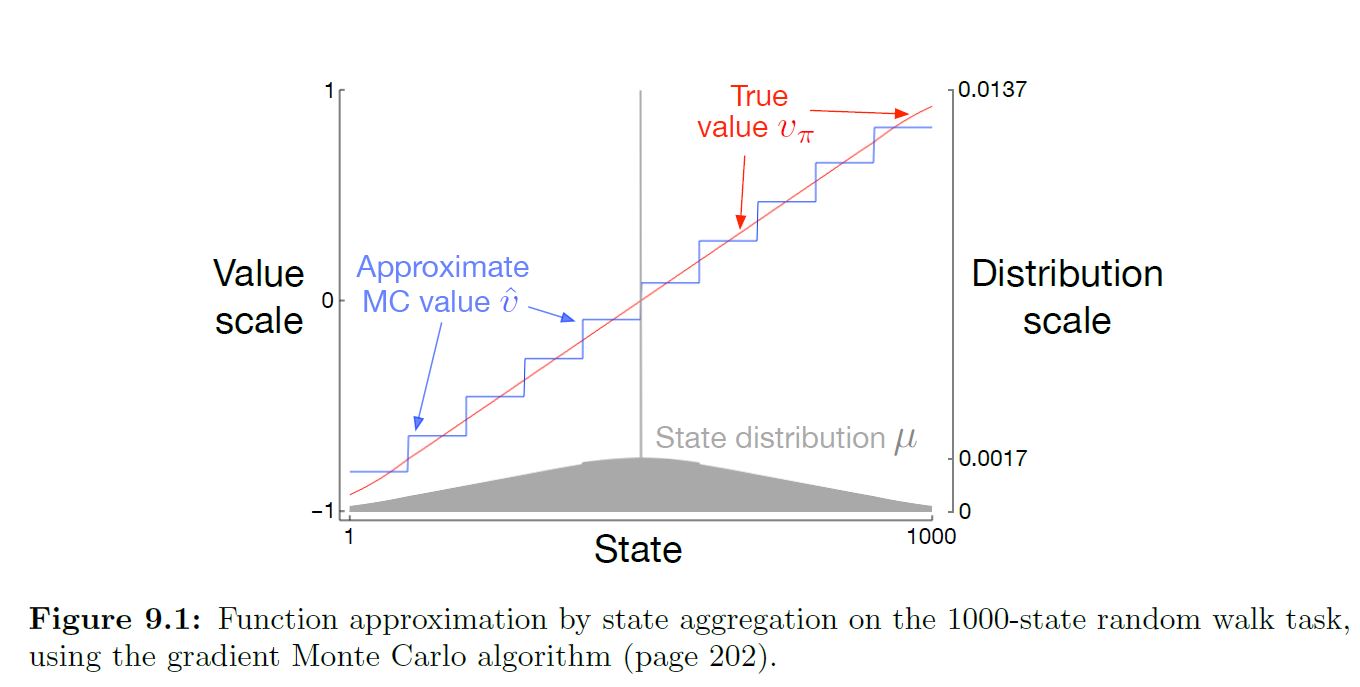 1
0.0137
True
value vπ
Approximate
MC value v̂
Value
scale
0
Distribution
scale
State distribution μ
0.0017
−1
0
1
State
1000
Figure 9.1: Function approximation by state aggregation on the 1000-state random walk task,
using the gradient Monte Carlo algorithm (page 202).